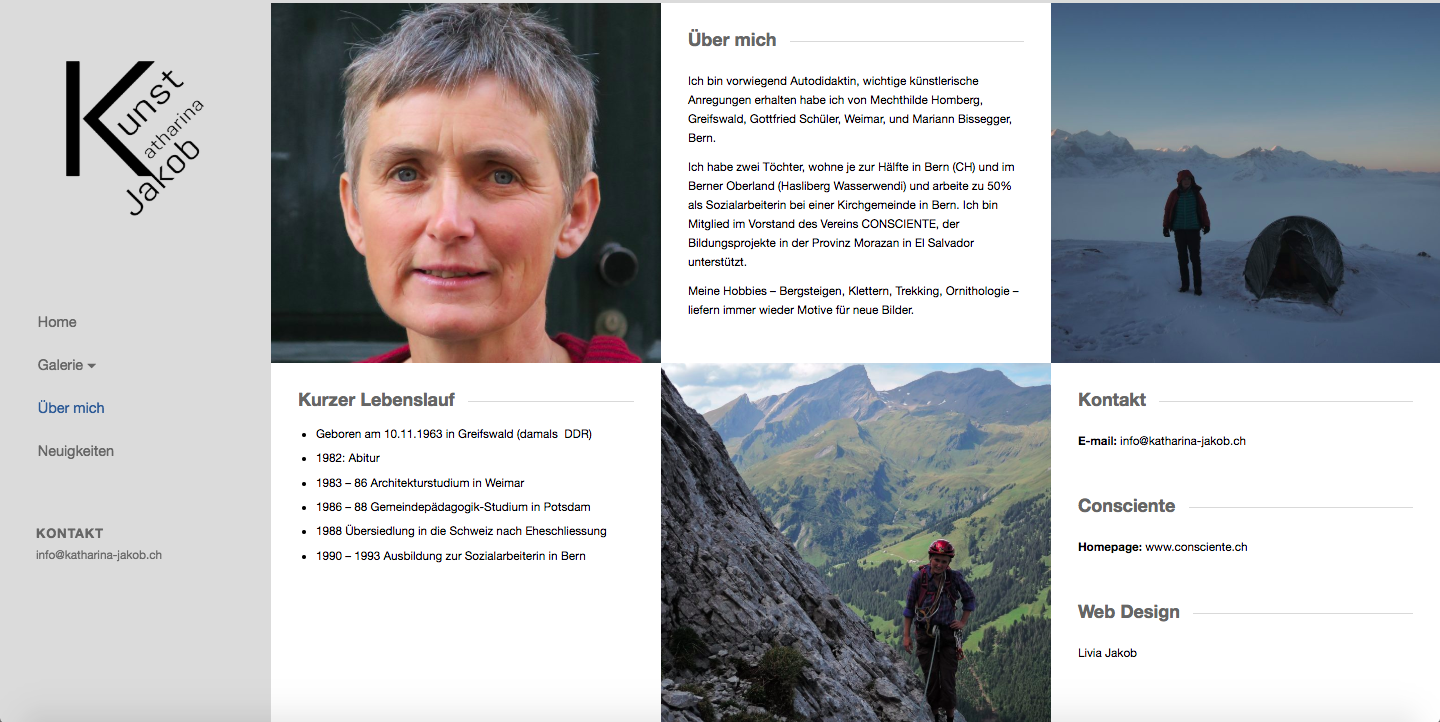 Kunst
Katharina
Jakob
Home
Galerie
Über mich
Neuigkeiten
KONTAKT
info@katharina-jakob.ch
Über mich
Ich bin vorwiegend Autodidaktin, wichtige künstlerische
Anregungen erhalten habe ich von Mechthilde Homberg,
Greifswald, Gottfried Schüler, Weimar, und Mariann Bissegger,
Bern.
Ich habe zwei Töchter, wohne je zur Hälfte in Bern (CH) und im
Berner Oberland (Hasliberg Wasserwendi) und arbeite zu 50%
als Sozialarbeiterin bei einer Kirchgemeinde in Bern. Ich bin
Mitglied im Vorstand des Vereins CONSCIENTE, der
Bildungsprojekte in der Provinz Morazan in El Salvador
unterstützt.
Meine Hobbies – Bergsteigen, Klettern, Trekking, Ornithologie –
liefern immer wieder Motive für neue Bilder.
Kurzer Lebenslauf
• Geboren am 10.11.1963 in Greifswald (damals  DDR)
• 1982: Abitur
• 1983 – 86 Architekturstudium in Weimar
• 1986 – 88 Gemeindepädagogik-Studium in Potsdam
• 1988 Übersiedlung in die Schweiz nach Eheschliessung
• 1990 – 1993 Ausbildung zur Sozialarbeiterin in Bern
Kontakt
E-mail: info@katharina-jakob.ch
Consciente
Homepage: www.consciente.ch
Web Design
Livia Jakob